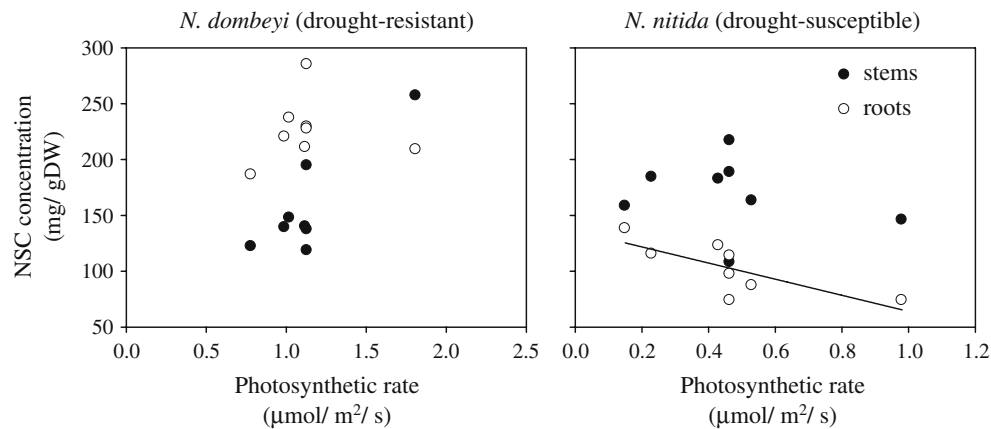 N. dombeyi (drought-resistant)
N. nitida (drought-susceptible)
300
250
200
150
100
50
NSC concentration
(mg/ gDW)
stems
roots
0.0 0.5 1.0 1.5 2.0 2.5
0.0 0.2 0.4 0.6 0.8 1.0 1.2
Photosynthetic rate
(μmol/ m²/ s)
Photosynthetic rate
(μmol/ m²/ s)